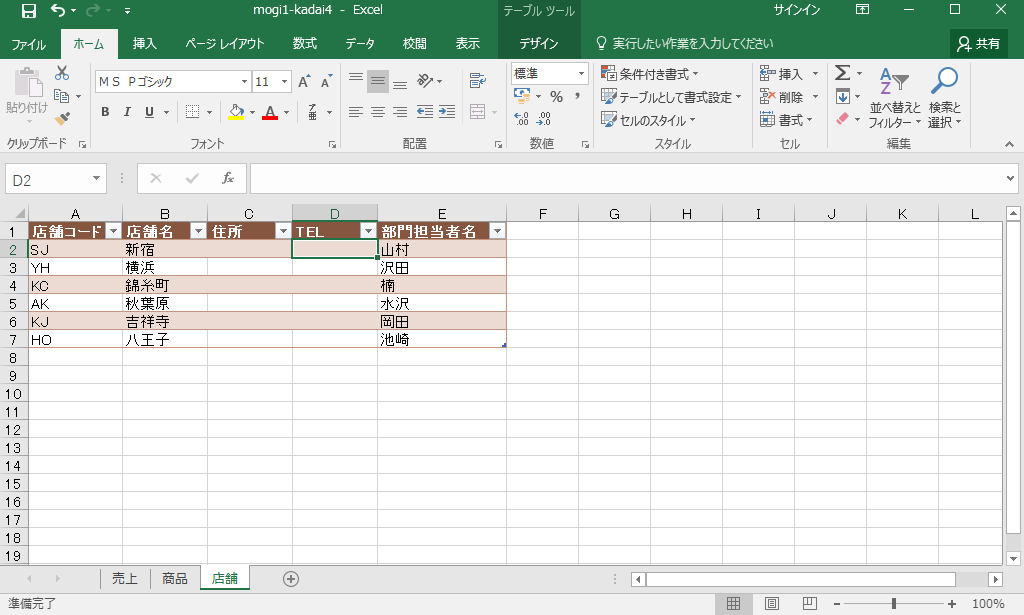 mogi1-kadai4 - Excel
テーブル ツール
サインイン
ファイル ホーム 挿入 ページ レイアウト 数式 データ 校閲 表示 デザイン 実行したい作業を入力してください 共有
貼り付け
ＭＳ Ｐゴシック 11
B I U
標準
% ,
条件付き書式
テーブルとして書式設定
セルのスタイル
挿入
削除
書式
並べ替えと
フィルター
検索と
選択
クリップボード フォント 配置 数値 スタイル セル 編集
D2 fx
A B C D E F G H I J K L
1 店舗コード 店舗名 住所 TEL 部門担当者名
2 SJ 新宿 山村
3 YH 横浜 沢田
4 KC 錦糸町 楠
5 AK 秋葉原 水沢
6 KJ 吉祥寺 岡田
7 HO 八王子 池崎
8
9
10
11
12
13
14
15
16
17
18
19
売上 商品 店舗
準備完了 100%